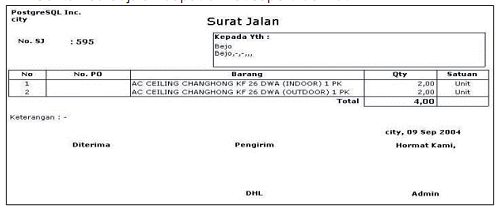 PostgreSQL Inc.
city
Surat Jalan
No. SJ : 595
Kepada Yth :
Bejo
Bejo,-,-,,,
No No. PO Barang Qty Satuan
1 AC CEILING CHANGHONG KF 26 DWA (INDOOR) 1 PK 2,00 Unit
2 AC CEILING CHANGHONG KF 26 DWA (OUTDOOR) 1 PK 2,00 Unit
Total 4,00
Keterangan : -
city, 09 Sep 2004
Diterima Pengirim Hormat Kami,
DHL Admin